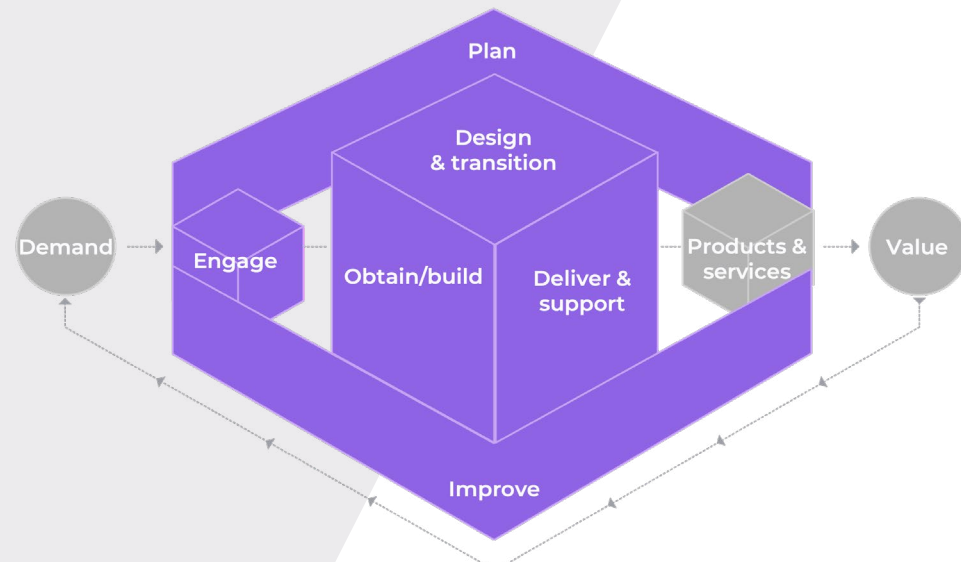 Plan
Design
& transition
Demand
Engage
Obtain/build
Deliver &
support
Products &
services
Value
Improve